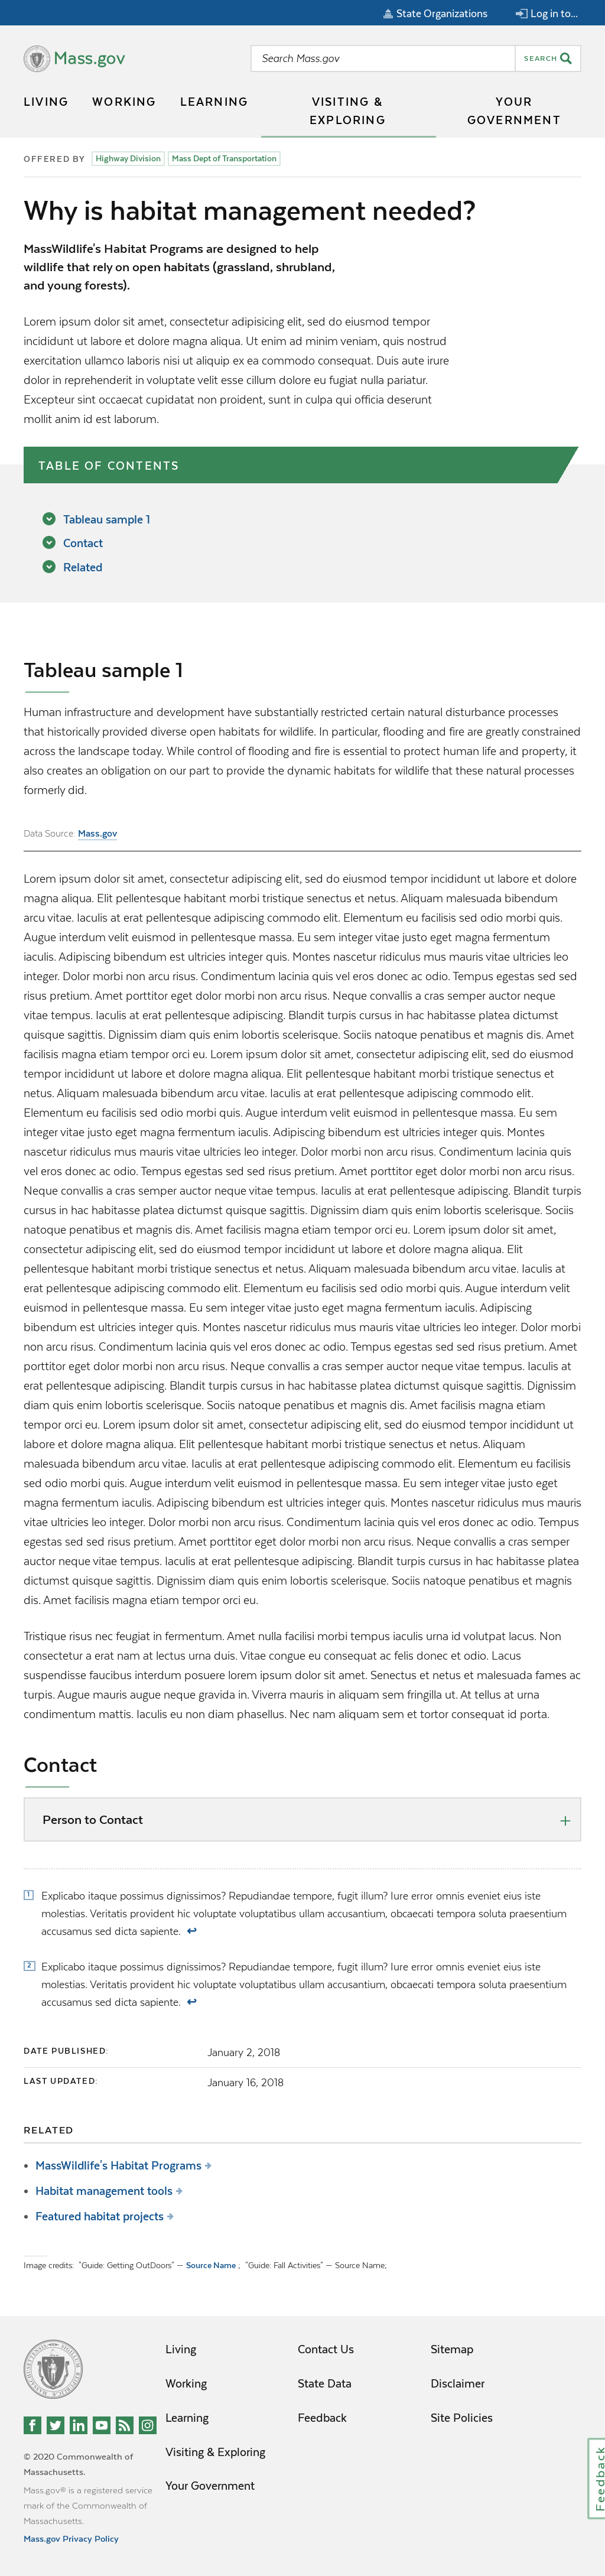 State Organizations
Log in to...
Mass.gov
Search Mass.gov
SEARCH
LIVING
WORKING
LEARNING
VISITING &
EXPLORING
YOUR
GOVERNMENT
OFFERED BY
Highway Division
Mass Dept of Transportation
Why is habitat management needed?
MassWildlife's Habitat Programs are designed to help
wildlife that rely on open habitats (grassland, shrubland,
and young forests).
Lorem ipsum dolor sit amet, consectetur adipisicing elit, sed do eiusmod tempor
incididunt ut labore et dolore magna aliqua. Ut enim ad minim veniam, quis nostrud
exercitation ullamco laboris nisi ut aliquip ex ea commodo consequat. Duis aute irure
dolor in reprehenderit in voluptate velit esse cillum dolore eu fugiat nulla pariatur.
Excepteur sint occaecat cupidatat non proident, sunt in culpa qui officia deserunt
mollit anim id est laborum.
TABLE OF CONTENTS
Tableau sample 1
Contact
Related
Tableau sample 1
Human infrastructure and development have substantially restricted certain natural disturbance processes
that historically provided diverse open habitats for wildlife. In particular, flooding and fire are greatly constrained
across the landscape today. While control of flooding and fire is essential to protect human life and property, it
also creates an obligation on our part to provide the dynamic habitats for wildlife that these natural processes
formerly did.
Data Source: Mass.gov
Lorem ipsum dolor sit amet, consectetur adipiscing elit, sed do eiusmod tempor incididunt ut labore et dolore
magna aliqua. Elit pellentesque habitant morbi tristique senectus et netus. Aliquam malesuada bibendum
arcu vitae. Iaculis at erat pellentesque adipiscing commodo elit. Elementum eu facilisis sed odio morbi quis.
Augue interdum velit euismod in pellentesque massa. Eu sem integer vitae justo eget magna fermentum
iaculis. Adipiscing bibendum est ultricies integer quis. Montes nascetur ridiculus mus mauris vitae ultricies leo
integer. Dolor morbi non arcu risus. Condimentum lacinia quis vel eros donec ac odio. Tempus egestas sed sed
risus pretium. Amet porttitor eget dolor morbi non arcu risus. Neque convallis a cras semper auctor neque
vitae tempus. Iaculis at erat pellentesque adipiscing. Blandit turpis cursus in hac habitasse platea dictumst
quisque sagittis. Dignissim diam quis enim lobortis scelerisque. Sociis natoque penatibus et magnis dis. Amet
facilisis magna etiam tempor orci eu. Lorem ipsum dolor sit amet, consectetur adipiscing elit, sed do eiusmod
tempor incididunt ut labore et dolore magna aliqua. Elit pellentesque habitant morbi tristique senectus et
netus. Aliquam malesuada bibendum arcu vitae. Iaculis at erat pellentesque adipiscing commodo elit.
Elementum eu facilisis sed odio morbi quis. Augue interdum velit euismod in pellentesque massa. Eu sem
integer vitae justo eget magna fermentum iaculis. Adipiscing bibendum est ultricies integer quis. Montes
nascetur ridiculus mus mauris vitae ultricies leo integer. Dolor morbi non arcu risus. Condimentum lacinia quis
vel eros donec ac odio. Tempus egestas sed sed risus pretium. Amet porttitor eget dolor morbi non arcu risus.
Neque convallis a cras semper auctor neque vitae tempus. Iaculis at erat pellentesque adipiscing. Blandit turpis
cursus in hac habitasse platea dictumst quisque sagittis. Dignissim diam quis enim lobortis scelerisque. Sociis
natoque penatibus et magnis dis. Amet facilisis magna etiam tempor orci eu. Lorem ipsum dolor sit amet,
consectetur adipiscing elit, sed do eiusmod tempor incididunt ut labore et dolore magna aliqua. Elit
pellentesque habitant morbi tristique senectus et netus. Aliquam malesuada bibendum arcu vitae. Iaculis at
erat pellentesque adipiscing commodo elit. Elementum eu facilisis sed odio morbi quis. Augue interdum velit
euismod in pellentesque massa. Eu sem integer vitae justo eget magna fermentum iaculis. Adipiscing
bibendum est ultricies integer quis. Montes nascetur ridiculus mus mauris vitae ultricies leo integer. Dolor morbi
non arcu risus. Condimentum lacinia quis vel eros donec ac odio. Tempus egestas sed sed risus pretium. Amet
porttitor eget dolor morbi non arcu risus. Neque convallis a cras semper auctor neque vitae tempus. Iaculis at
erat pellentesque adipiscing. Blandit turpis cursus in hac habitasse platea dictumst quisque sagittis. Dignissim
diam quis enim lobortis scelerisque. Sociis natoque penatibus et magnis dis. Amet facilisis magna etiam
tempor orci eu. Lorem ipsum dolor sit amet, consectetur adipiscing elit, sed do eiusmod tempor incididunt ut
labore et dolore magna aliqua. Elit pellentesque habitant morbi tristique senectus et netus. Aliquam
malesuada bibendum arcu vitae. Iaculis at erat pellentesque adipiscing commodo elit. Elementum eu facilisis
sed odio morbi quis. Augue interdum velit euismod in pellentesque massa. Eu sem integer vitae justo eget
magna fermentum iaculis. Adipiscing bibendum est ultricies integer quis. Montes nascetur ridiculus mus mauris
vitae ultricies leo integer. Dolor morbi non arcu risus. Condimentum lacinia quis vel eros donec ac odio. Tempus
egestas sed sed risus pretium. Amet porttitor eget dolor morbi non arcu risus. Neque convallis a cras semper
auctor neque vitae tempus. Iaculis at erat pellentesque adipiscing. Blandit turpis cursus in hac habitasse platea
dictumst quisque sagittis. Dignissim diam quis enim lobortis scelerisque. Sociis natoque penatibus et magnis
dis. Amet facilisis magna etiam tempor orci eu.
Tristique risus nec feugiat in fermentum. Amet nulla facilisi morbi tempus iaculis urna id volutpat lacus. Non
consectetur a erat nam at lectus urna duis. Vitae congue eu consequat ac felis donec et odio. Lacus
suspendisse faucibus interdum posuere lorem ipsum dolor sit amet. Senectus et netus et malesuada fames ac
turpis. Augue mauris augue neque gravida in. Viverra mauris in aliquam sem fringilla ut. At tellus at urna
condimentum mattis. Iaculis eu non diam phasellus. Nec nam aliquam sem et tortor consequat id porta.
Contact
Person to Contact
1 Explicabo itaque possimus dignissimos? Repudiandae tempore, fugit illum? Iure error omnis eveniet eius iste
molestias. Veritatis provident hic voluptate voluptatibus ullam accusantium, obcaecati tempora soluta praesentium
accusamus sed dicta sapiente. ↩
2 Explicabo itaque possimus dignissimos? Repudiandae tempore, fugit illum? Iure error omnis eveniet eius iste
molestias. Veritatis provident hic voluptate voluptatibus ullam accusantium, obcaecati tempora soluta praesentium
accusamus sed dicta sapiente. ↩
DATE PUBLISHED: January 2, 2018
LAST UPDATED: January 16, 2018
RELATED
MassWildlife's Habitat Programs
Habitat management tools
Featured habitat projects
Image credits: "Guide: Getting OutDoors" — Source Name ; "Guide: Fall Activities" — Source Name;
Living
Working
Learning
Visiting & Exploring
Your Government
Contact Us
State Data
Feedback
Sitemap
Disclaimer
Site Policies
© 2020 Commonwealth of
Massachusetts.
Mass.gov® is a registered service
mark of the Commonwealth of
Massachusetts.
Mass.gov Privacy Policy
Feedback